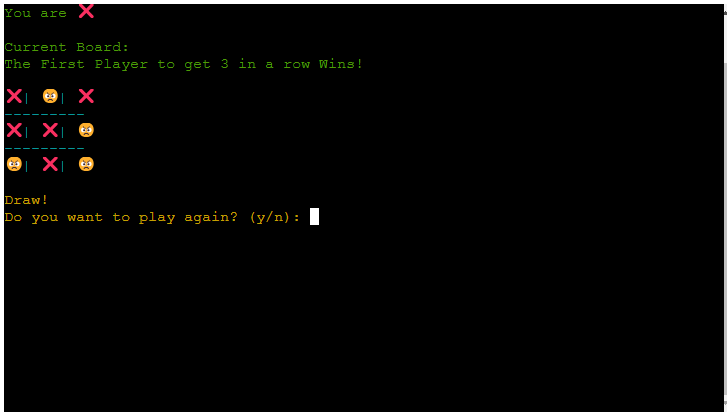 You are ❌
Current Board:
The First Player to get 3 in a row Wins!
❌| 😡| ❌
---------
❌| ❌| 😡
---------
😡| ❌| 😡
Draw!
Do you want to play again? (y/n):